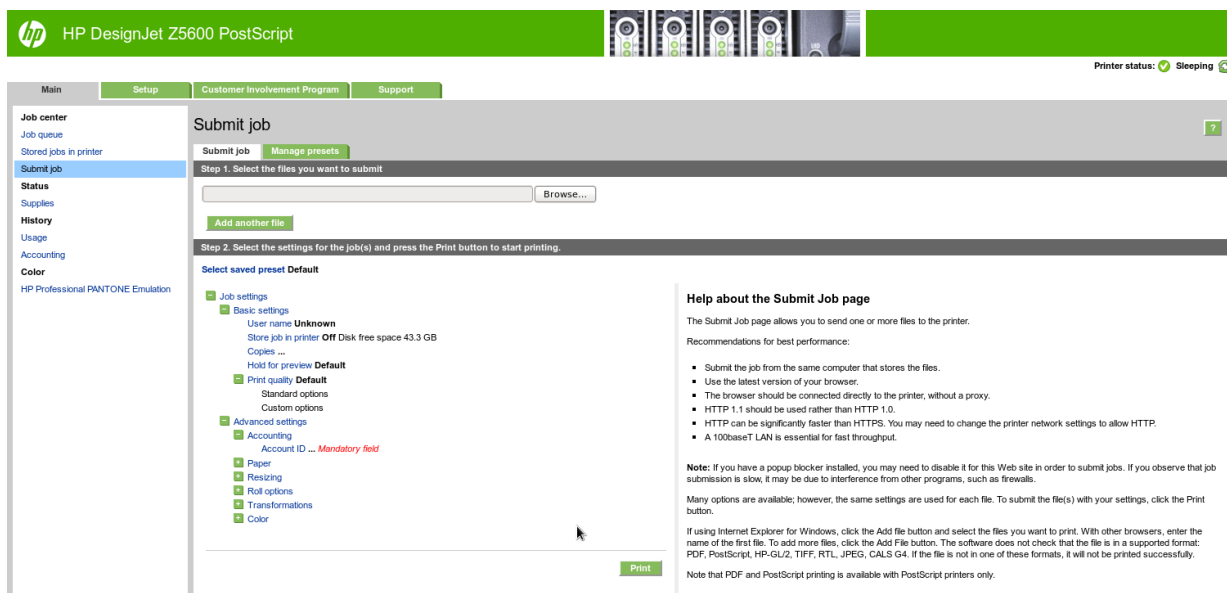 hp HP DesignJet Z5600 PostScript
Printer status: Sleeping
Main Setup Customer Involvement Program Support
Job center
Job queue
Stored jobs in printer
Submit job
Status
Supplies
History
Usage
Accounting
Color
HP Professional PANTONE Emulation
Submit job
?
Submit job Manage presets
Step 1. Select the files you want to submit
Browse...
Add another file
Step 2. Select the settings for the job(s) and press the Print button to start printing.
Select saved preset Default
Job settings
Basic settings
User name Unknown
Store job in printer Off Disk free space 43.3 GB
Copies ...
Hold for preview Default
Print quality Default
Standard options
Custom options
Advanced settings
Accounting
Account ID ... Mandatory field
Paper
Resizing
Roll options
Transformations
Color
Print
Help about the Submit Job page
The Submit Job page allows you to send one or more files to the printer.
Recommendations for best performance:
Submit the job from the same computer that stores the files.
Use the latest version of your browser.
The browser should be connected directly to the printer, without a proxy.
HTTP 1.1 should be used rather than HTTP 1.0.
HTTP can be significantly faster than HTTPS. You may need to change the printer network settings to allow HTTP.
A 100baseT LAN is essential for fast throughput.
Note: If you have a popup blocker installed, you may need to disable it for this Web site in order to submit jobs. If you observe that job
submission is slow, it may be due to interference from other programs, such as firewalls.
Many options are available; however, the same settings are used for each file. To submit the file(s) with your settings, click the Print
button.
If using Internet Explorer for Windows, click the Add file button and select the files you want to print. With other browsers, enter the
name of the first file. To add more files, click the Add File button. The software does not check that the file is in a supported format:
PDF, PostScript, HP-GL/2, TIFF, RTL, JPEG, CALS G4. If the file is not in one of these formats, it will not be printed successfully.
Note that PDF and PostScript printing is available with PostScript printers only.